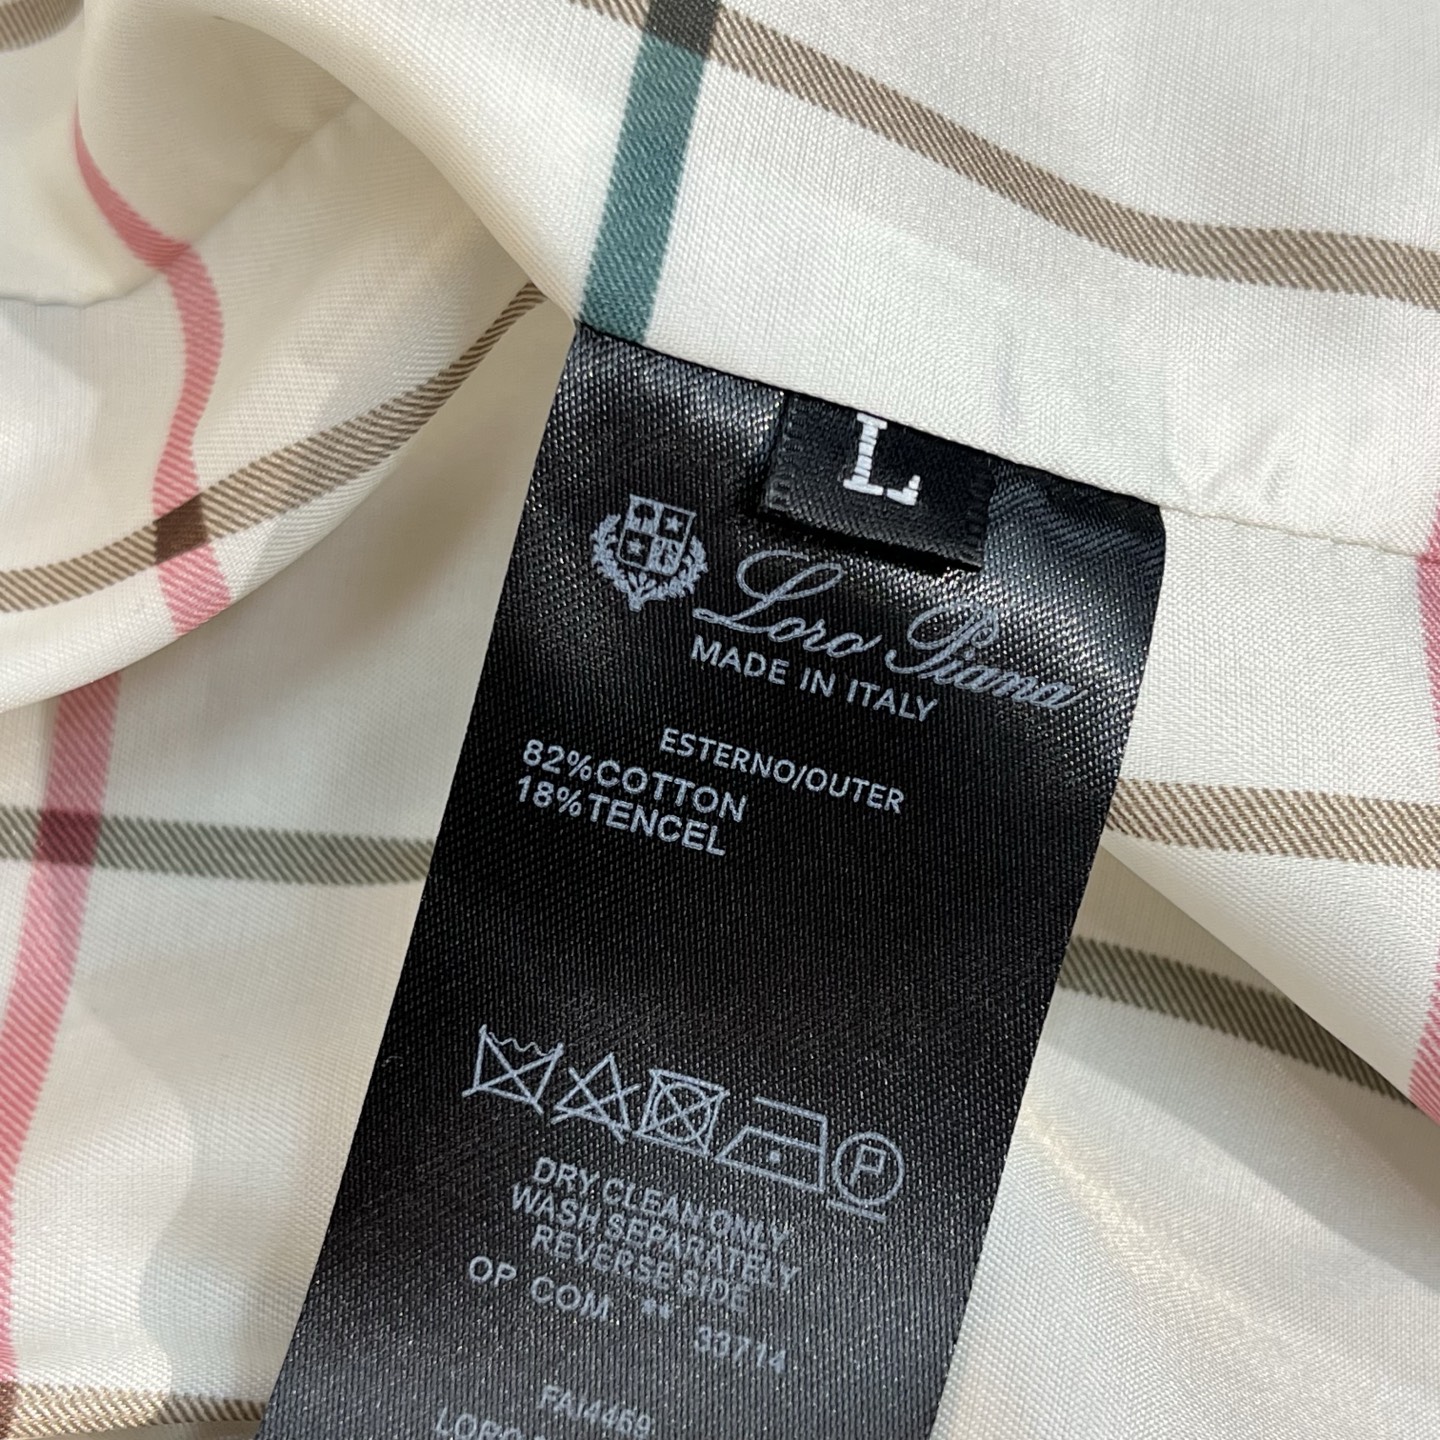 L
Loro Piana
MADE IN ITALY
ESTERNO/OUTER
82%COTTON
18%TENCEL
P
DRY CLEAN ONLY
WASH SEPARATELY
REVERSE SIDE
OP COM ** 33714
FAI4469